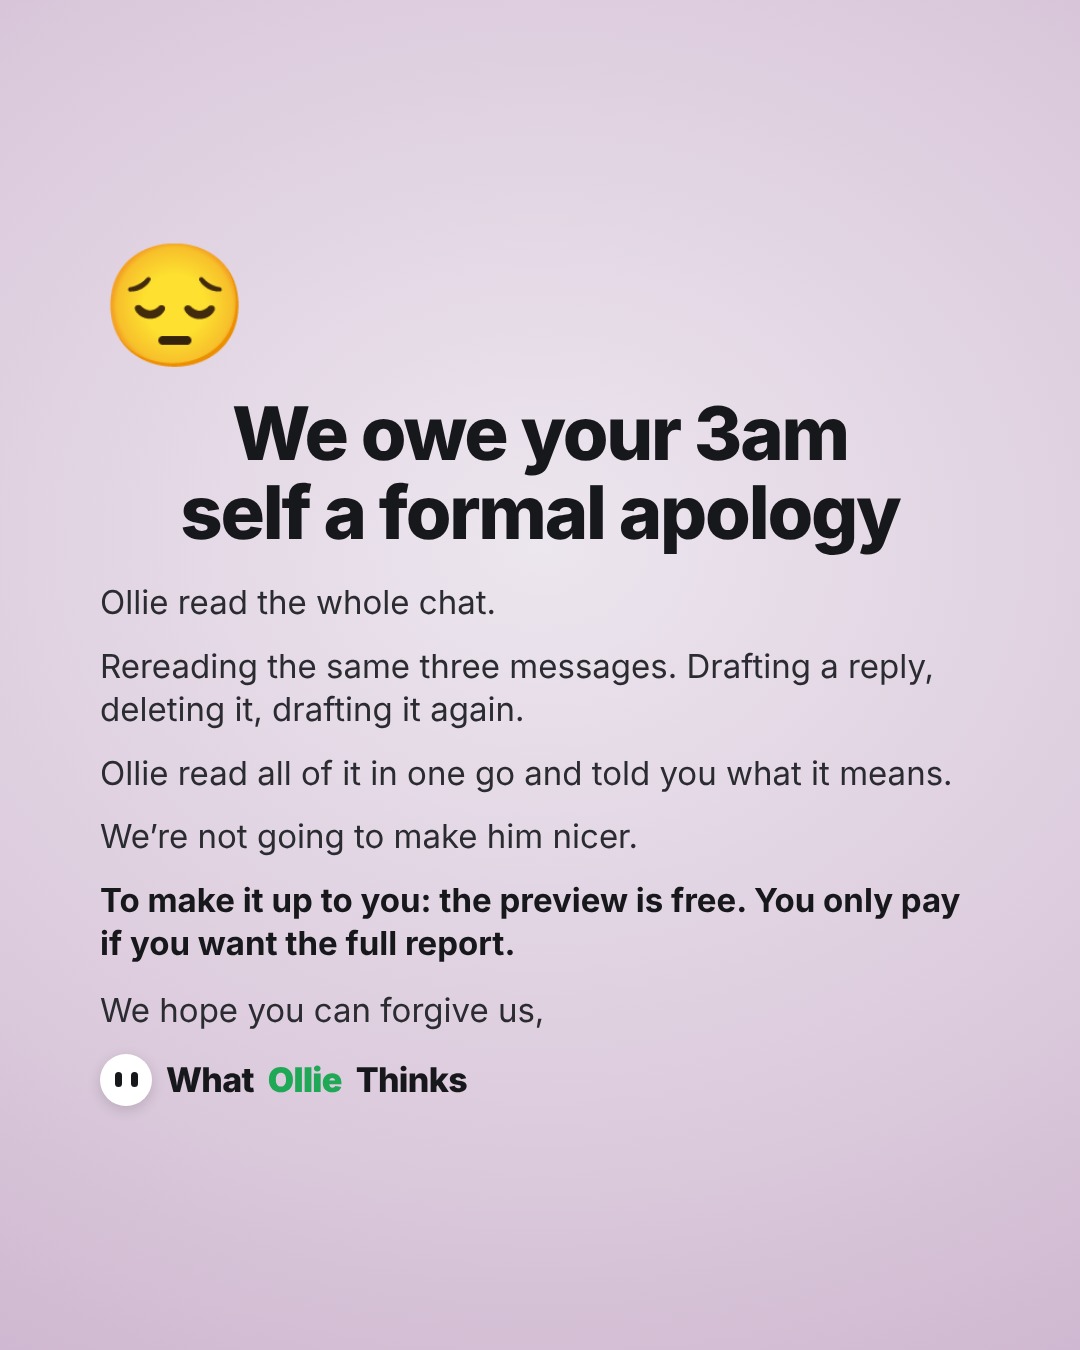 We owe your 3am
self a formal apology
Ollie read the whole chat.
Rereading the same three messages. Drafting a reply,
deleting it, drafting it again.
Ollie read all of it in one go and told you what it means.
We’re not going to make him nicer.
To make it up to you: the preview is free. You only pay
if you want the full report.
We hope you can forgive us,
What Ollie Thinks